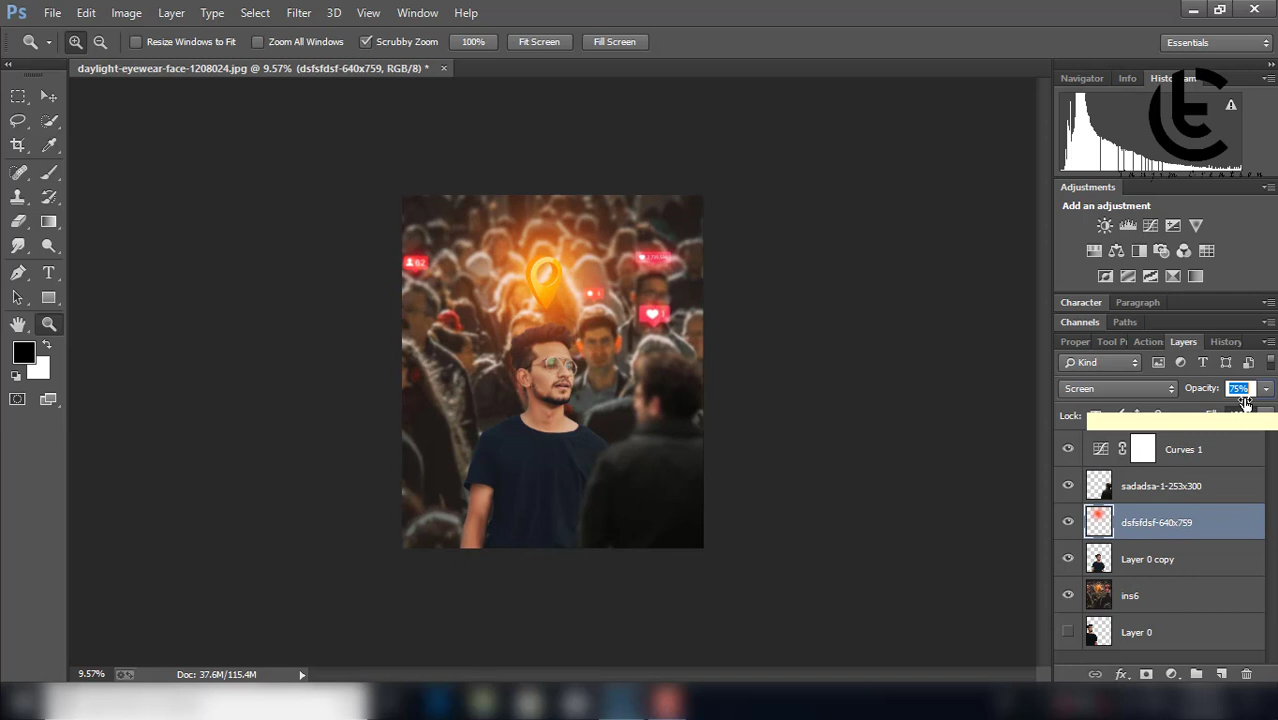 Ps File Edit Image Layer Type Select Filter 3D View Window Help
Resize Windows to Fit Zoom All Windows Scrubby Zoom 100% Fit Screen Fill Screen Essentials
daylight-eyewear-face-1208024.jpg @ 9.57% (dsfsfdsf-640x759, RGB/8) * ×
Navigator Info
Adjustments
Add an adjustment
Character Paragraph
Channels Paths
Proper Tool P Action Layers History
Kind
Screen Opacity: 75%
Lock:
Curves 1
sadadsa-1-253x300
dsfsfdsf-640x759
Layer 0 copy
ins6
Layer 0
62
1
1
9.57% Doc: 37.6M/115.4M